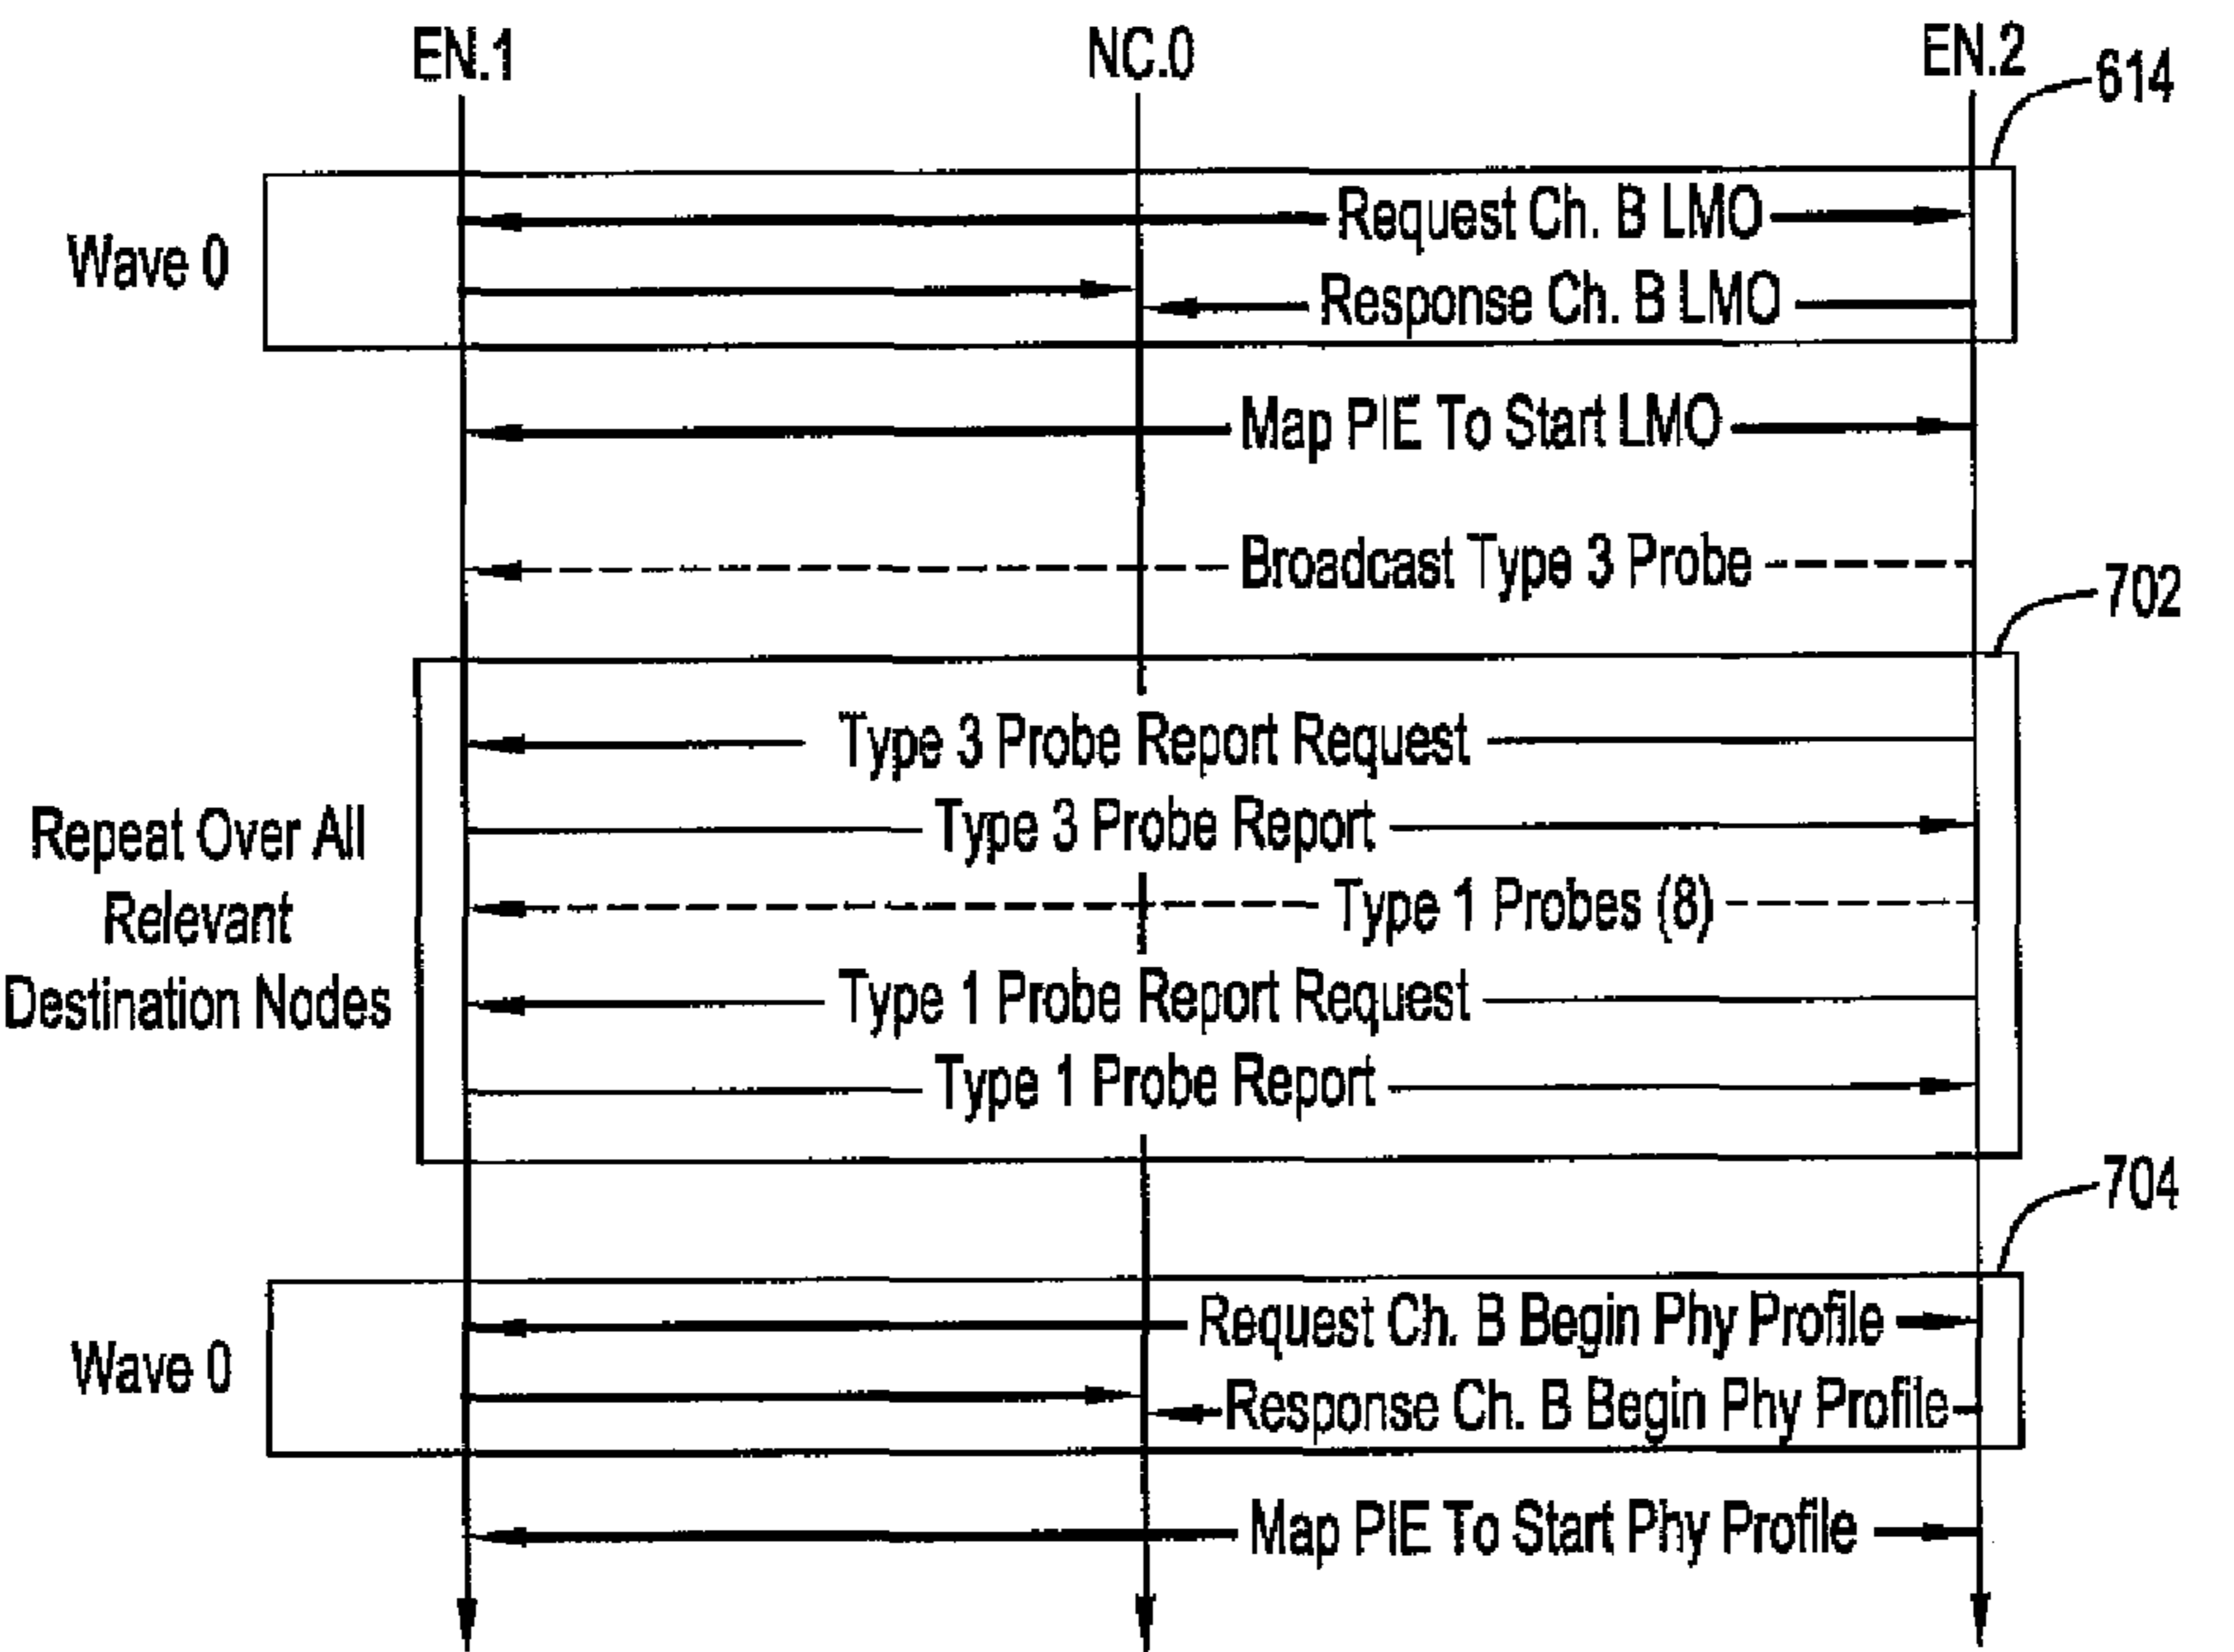 EN.1 NC.0 EN.2
614
Wave 0
Request Ch. B LMO
Response Ch. B LMO
Map PIE To Start LMO
Broadcast Type 3 Probe
702
Repeat Over All
Relevant
Destination Nodes
Type 3 Probe Report Request
Type 3 Probe Report
Type 1 Probes (8)
Type 1 Probe Report Request
Type 1 Probe Report
704
Wave 0
Request Ch. B Begin Phy Profile
Response Ch. B Begin Phy Profile
Map PIE To Start Phy Profile